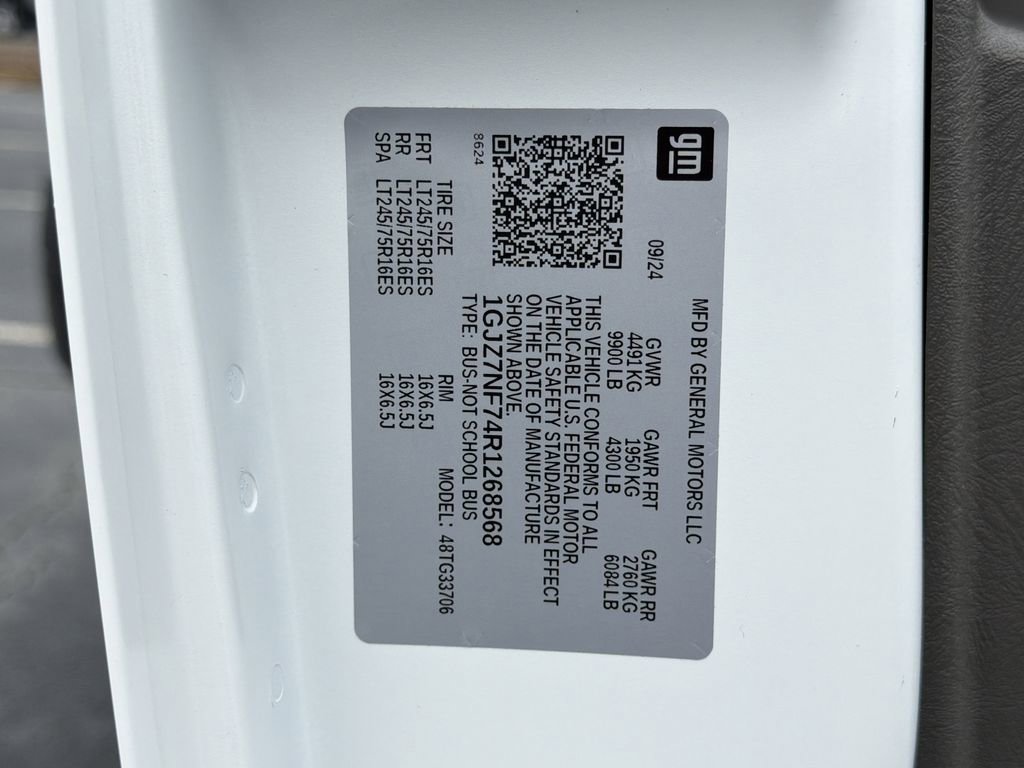 MFD BY GENERAL MOTORS LLC
gm
09/24
GVWR GAWR FRT GAWR RR
4491 KG 1950 KG 2760 KG
9900 LB 4300 LB 6084 LB
THIS VEHICLE CONFORMS TO ALL
APPLICABLE U.S. FEDERAL MOTOR
VEHICLE SAFETY STANDARDS IN EFFECT
ON THE DATE OF MANUFACTURE
SHOWN ABOVE.
1GJZ7NF74R1268568
TYPE: BUS-NOT SCHOOL BUS
8624
TIRE SIZE RIM MODEL: 48TG33706
FRT LT245/75R16ES 16X6.5J
RR LT245/75R16ES 16X6.5J
SPA LT245/75R16ES 16X6.5J